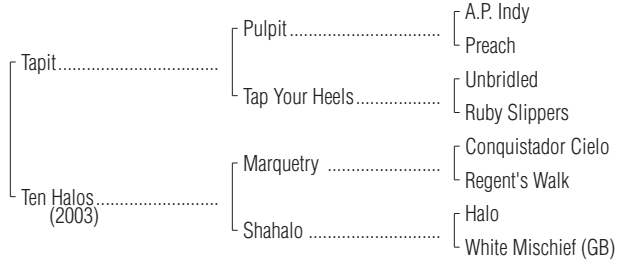 A.P. Indy
Pulpit
Preach
Tapit
Unbridled
Tap Your Heels
Ruby Slippers
Conquistador Cielo
Marquetry
Regent's Walk
Ten Halos
(2003)
Halo
Shahalo
White Mischief (GB)